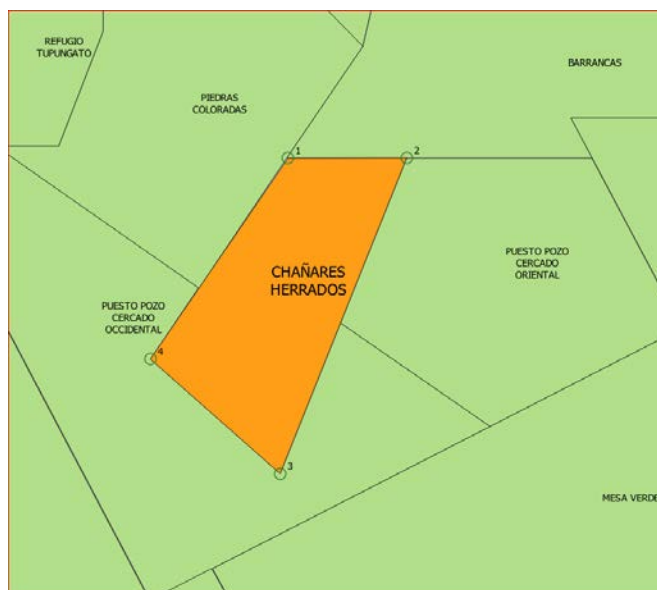 REFUGIO
TUPUNGATO
BARRANCAS
PIEDRAS
COLORADAS
1
2
PUESTO POZO
CERCADO
ORIENTAL
CHAÑARES
HERRADOS
PUESTO POZO
CERCADO
OCCIDENTAL
4
3
MESA VERDE